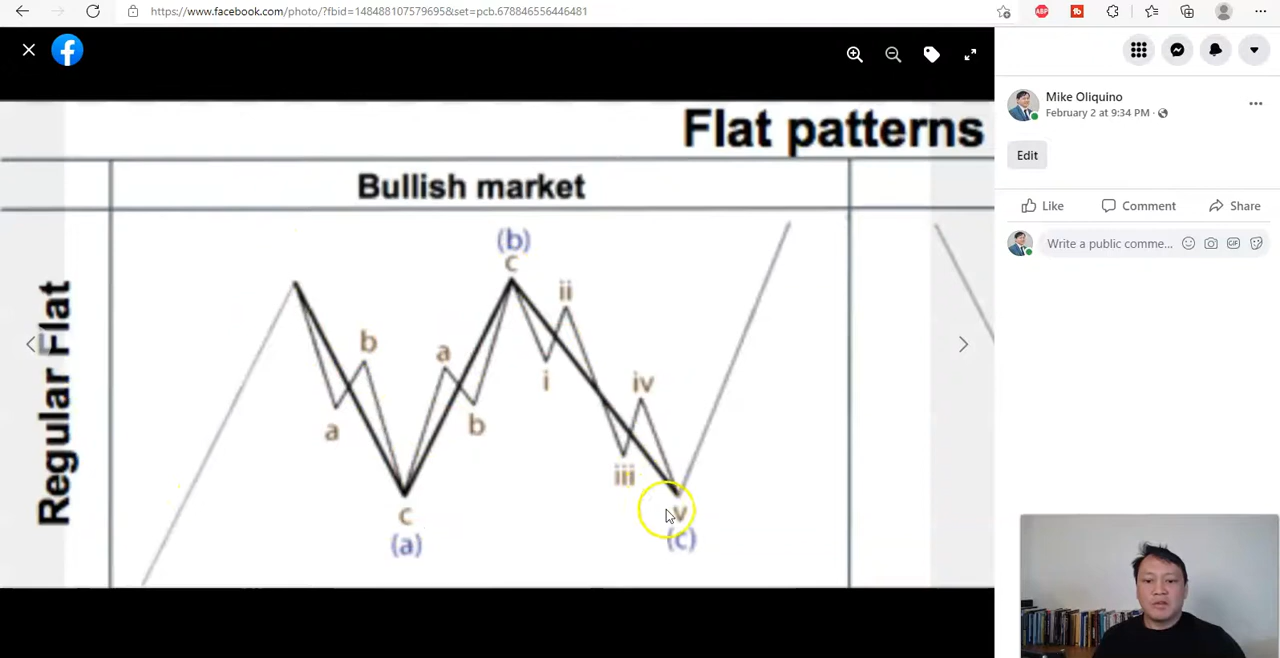 https://www.facebook.com/photo/?fbid=148488107579695&set=pcb.678846556446481
ABP
Mike Oliquino
February 2 at 9:34 PM
Edit
Like
Comment
Share
Write a public comme...
Flat patterns
Bullish market
Regular Flat
(b)
c
ii
b
a
iv
a
i
b
iii
c
v
(a)
(c)